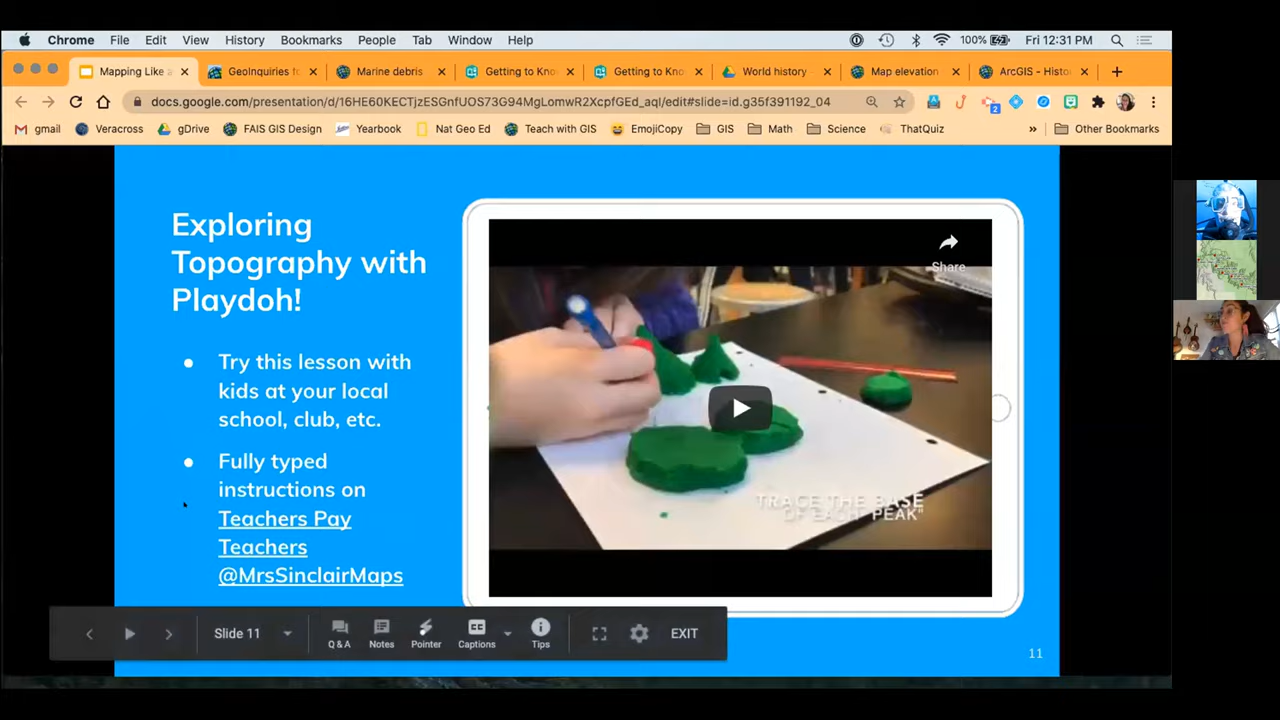 Chrome File Edit View History Bookmarks People Tab Window Help 100% Fri 12:31 PM
Mapping Like a GeoInquiries fo Marine debris Getting to Kno Getting to Kno World history Map elevation ArcGIS - Histo
docs.google.com/presentation/d/16HE60KECTjzESGnfUOS73G94MgLomwR2XcpfGEd_aqI/edit#slide=id.g35f391192_04 2
gmail Veracross gDrive FAIS GIS Design Yearbook Nat Geo Ed Teach with GIS EmojiCopy GIS Math Science ThatQuiz » Other Bookmarks
Exploring
Topography with
Playdoh!
● Try this lesson with
kids at your local
school, club, etc.
● Fully typed
instructions on
Teachers Pay
Teachers
@MrsSinclairMaps
Share
TRACE THE BASE
OF EACH "PEAK"
Slide 11 Q & A Notes Pointer CC Captions Tips EXIT
11